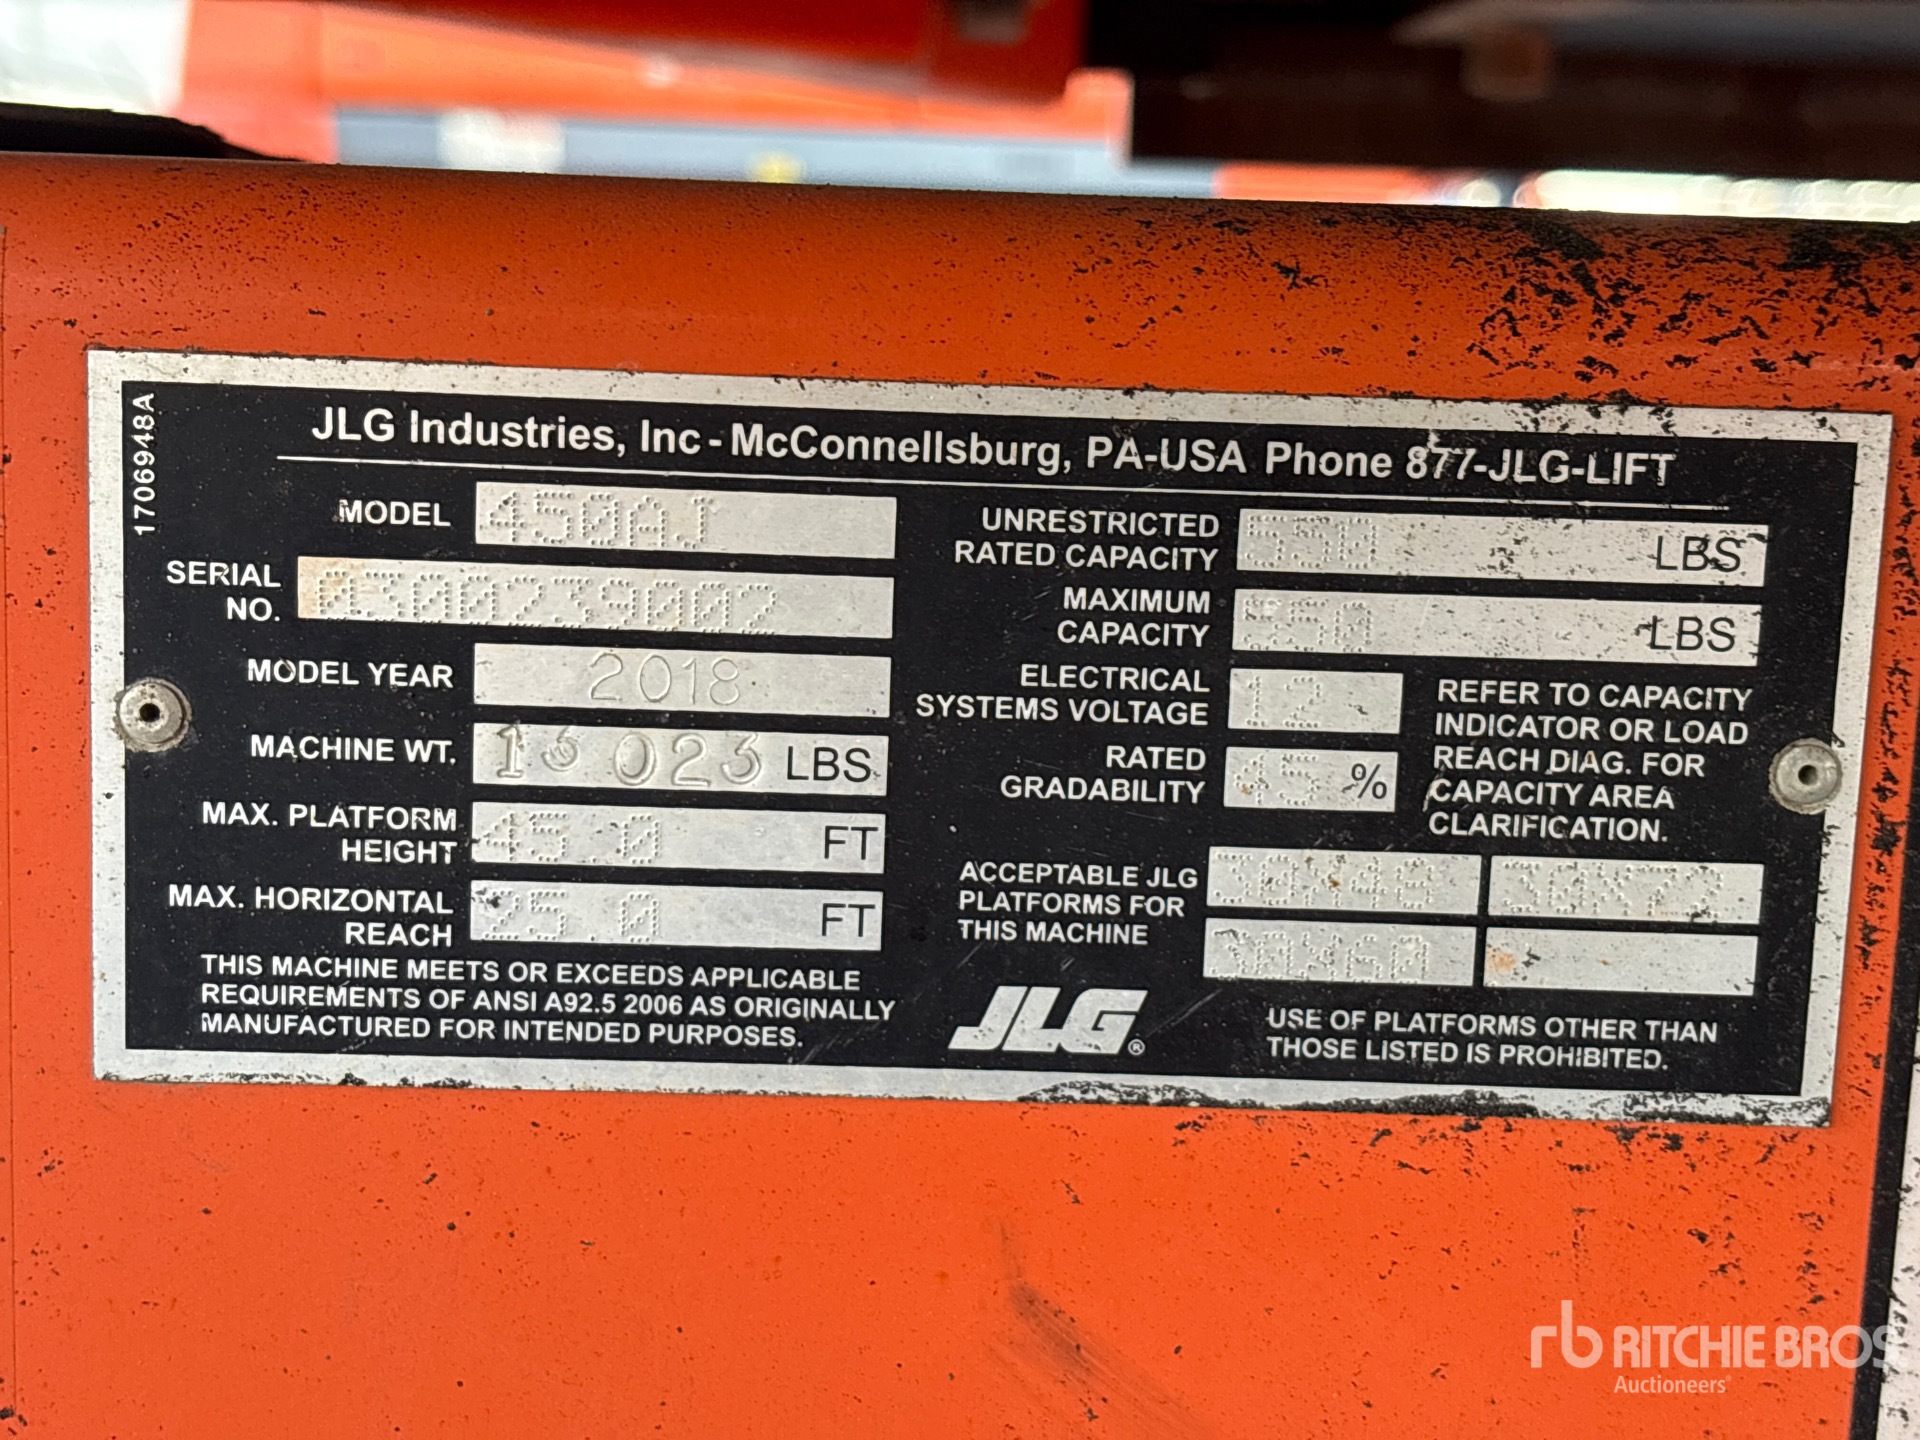 1706948A
JLG Industries, Inc - McConnellsburg, PA-USA Phone 877-JLG-LIFT
MODEL 450AJ
SERIAL NO. 0300239002
MODEL YEAR 2018
MACHINE WT. 13 023 LBS
MAX. PLATFORM HEIGHT 45.0 FT
MAX. HORIZONTAL REACH 25.0 FT
THIS MACHINE MEETS OR EXCEEDS APPLICABLE
REQUIREMENTS OF ANSI A92.5 2006 AS ORIGINALLY
MANUFACTURED FOR INTENDED PURPOSES.
UNRESTRICTED RATED CAPACITY 550 LBS
MAXIMUM CAPACITY 550 LBS
ELECTRICAL SYSTEMS VOLTAGE 12
RATED GRADABILITY 45 %
REFER TO CAPACITY
INDICATOR OR LOAD
REACH DIAG. FOR
CAPACITY AREA
CLARIFICATION.
ACCEPTABLE JLG
PLATFORMS FOR
THIS MACHINE
30X48 30X72
30X60
JLG®
USE OF PLATFORMS OTHER THAN
THOSE LISTED IS PROHIBITED.
rb RITCHIE BROS
Auctioneers